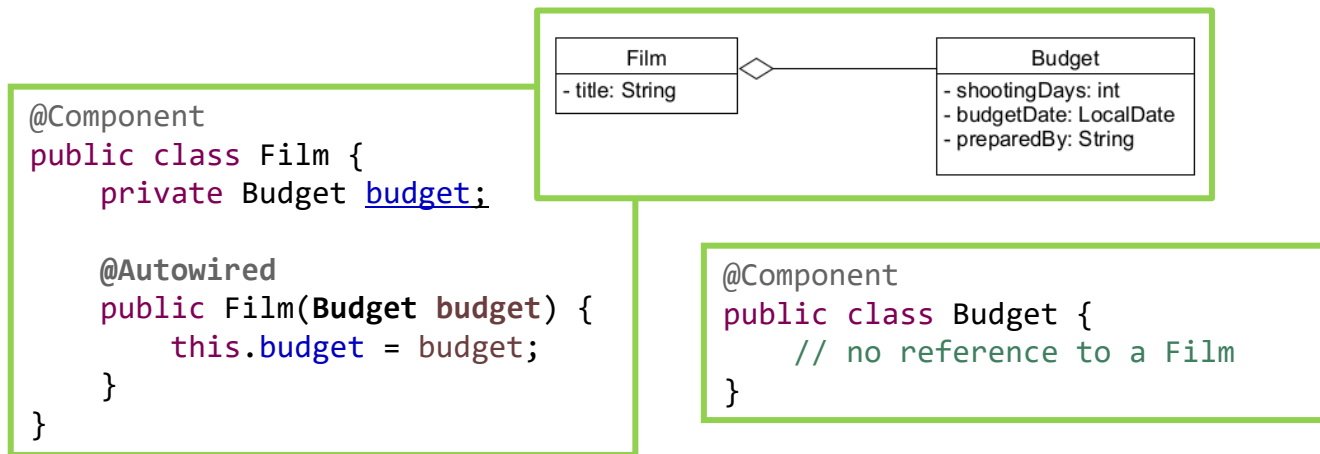 Film
- title: String
Budget
- shootingDays: int
- budgetDate: LocalDate
- preparedBy: String
@Component
public class Film {
    private Budget budget;

    @Autowired
    public Film(Budget budget) {
        this.budget = budget;
    }
}
@Component
public class Budget {
    // no reference to a Film
}